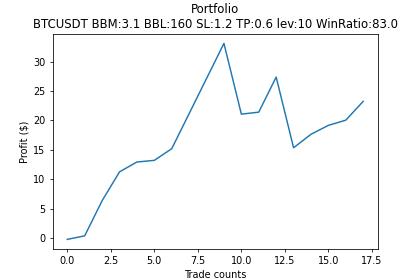 Portfolio
BTCUSDT BBM:3.1 BBL:160 SL:1.2 TP:0.6 lev:10 WinRatio:83.0
30
25
20
15
10
5
0
Profit ($)
0.0 2.5 5.0 7.5 10.0 12.5 15.0 17.5
Trade counts